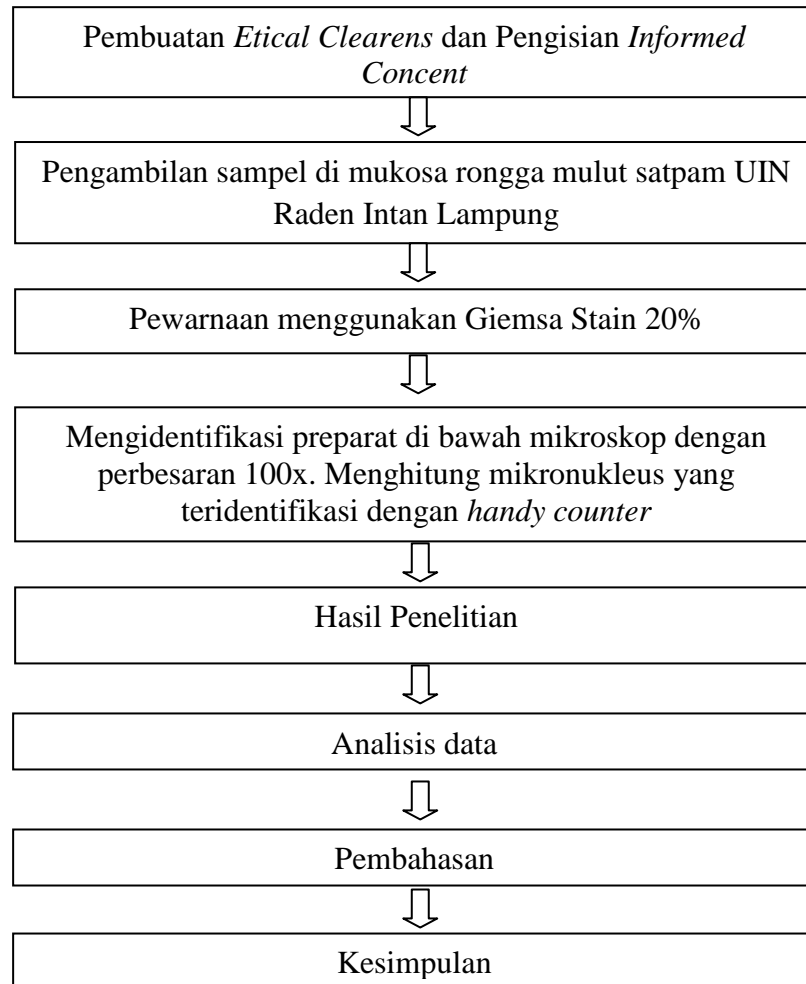 Pembuatan Etical Clearens dan Pengisian Informed
Concent
Pengambilan sampel di mukosa rongga mulut satpam UIN
Raden Intan Lampung
Pewarnaan menggunakan Giemsa Stain 20%
Mengidentifikasi preparat di bawah mikroskop dengan
perbesaran 100x. Menghitung mikronukleus yang
teridentifikasi dengan handy counter
Hasil Penelitian
Analisis data
Pembahasan
Kesimpulan